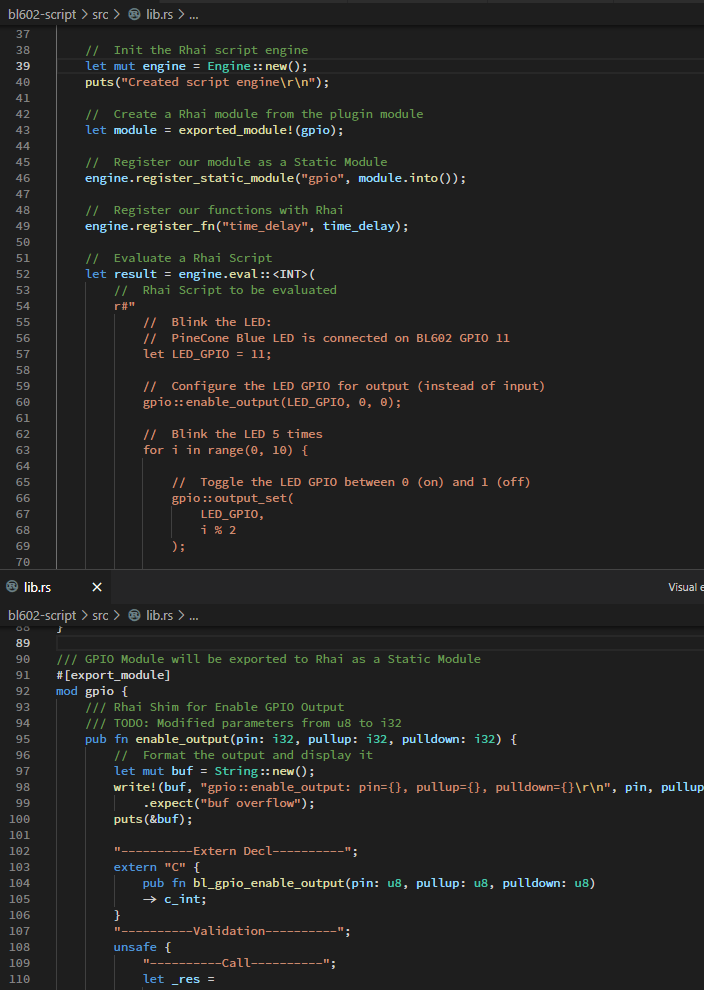 bl602-script > src > lib.rs > ...
37
38 //  Init the Rhai script engine
39 let mut engine = Engine::new();
40 puts("Created script engine\r\n");
41
42 //  Create a Rhai module from the plugin module
43 let module = exported_module!(gpio);
44
45 //  Register our module as a Static Module
46 engine.register_static_module("gpio", module.into());
47
48 //  Register our functions with Rhai
49 engine.register_fn("time_delay", time_delay);
50
51 //  Evaluate a Rhai Script
52 let result = engine.eval::<INT>(
53 //  Rhai Script to be evaluated
54 r#"
55 //  Blink the LED:
56 //  PineCone Blue LED is connected on BL602 GPIO 11
57 let LED_GPIO = 11;
58
59 //  Configure the LED GPIO for output (instead of input)
60 gpio::enable_output(LED_GPIO, 0, 0);
61
62 //  Blink the LED 5 times
63 for i in range(0, 10) {
64
65 //  Toggle the LED GPIO between 0 (on) and 1 (off)
66 gpio::output_set(
67 LED_GPIO,
68 i % 2
69 );
70
lib.rs × Visual e
bl602-script > src > lib.rs > ...
88 }
89
90 /// GPIO Module will be exported to Rhai as a Static Module
91 #[export_module]
92 mod gpio {
93 /// Rhai Shim for Enable GPIO Output
94 /// TODO: Modified parameters from u8 to i32
95 pub fn enable_output(pin: i32, pullup: i32, pulldown: i32) {
96 //  Format the output and display it
97 let mut buf = String::new();
98 write!(buf, "gpio::enable_output: pin={}, pullup={}, pulldown={}\r\n", pin, pullup
99 .expect("buf overflow");
100 puts(&buf);
101
102 "----------Extern Decl----------";
103 extern "C" {
104 pub fn bl_gpio_enable_output(pin: u8, pullup: u8, pulldown: u8)
105 -> c_int;
106 }
107 "----------Validation----------";
108 unsafe {
109 "----------Call----------";
110 let _res =